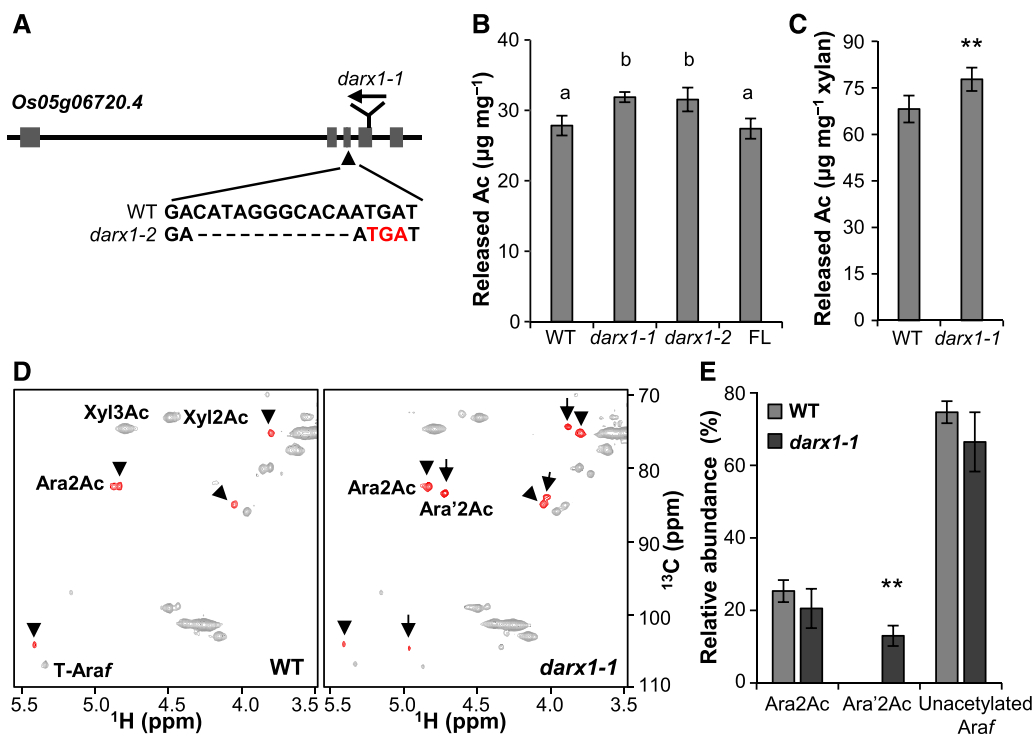 A
darx1-1
Os05g06720.4
WT GACATAGGGCACAATGAT
darx1-2 GA------------ATGAT
B
Released Ac (µg mg⁻¹)
40
30
20
10
0
a
b
b
a
WT darx1-1 darx1-2 FL
C
Released Ac (µg mg⁻¹ xylan)
90
75
60
45
30
15
0
**
WT darx1-1
D
Xyl3Ac
Xyl2Ac
Ara2Ac
T-Araf
WT
5.5 5.0 4.5 4.0 3.5
¹H (ppm)
Ara2Ac
Ara’2Ac
darx1-1
5.5 5.0 4.5 4.0 3.5
¹H (ppm)
70
80
90
100
110
¹³C (ppm)
E
Relative abundance (%)
80
60
40
20
0
WT
darx1-1
**
Ara2Ac Ara’2Ac Unacetylated
Araf